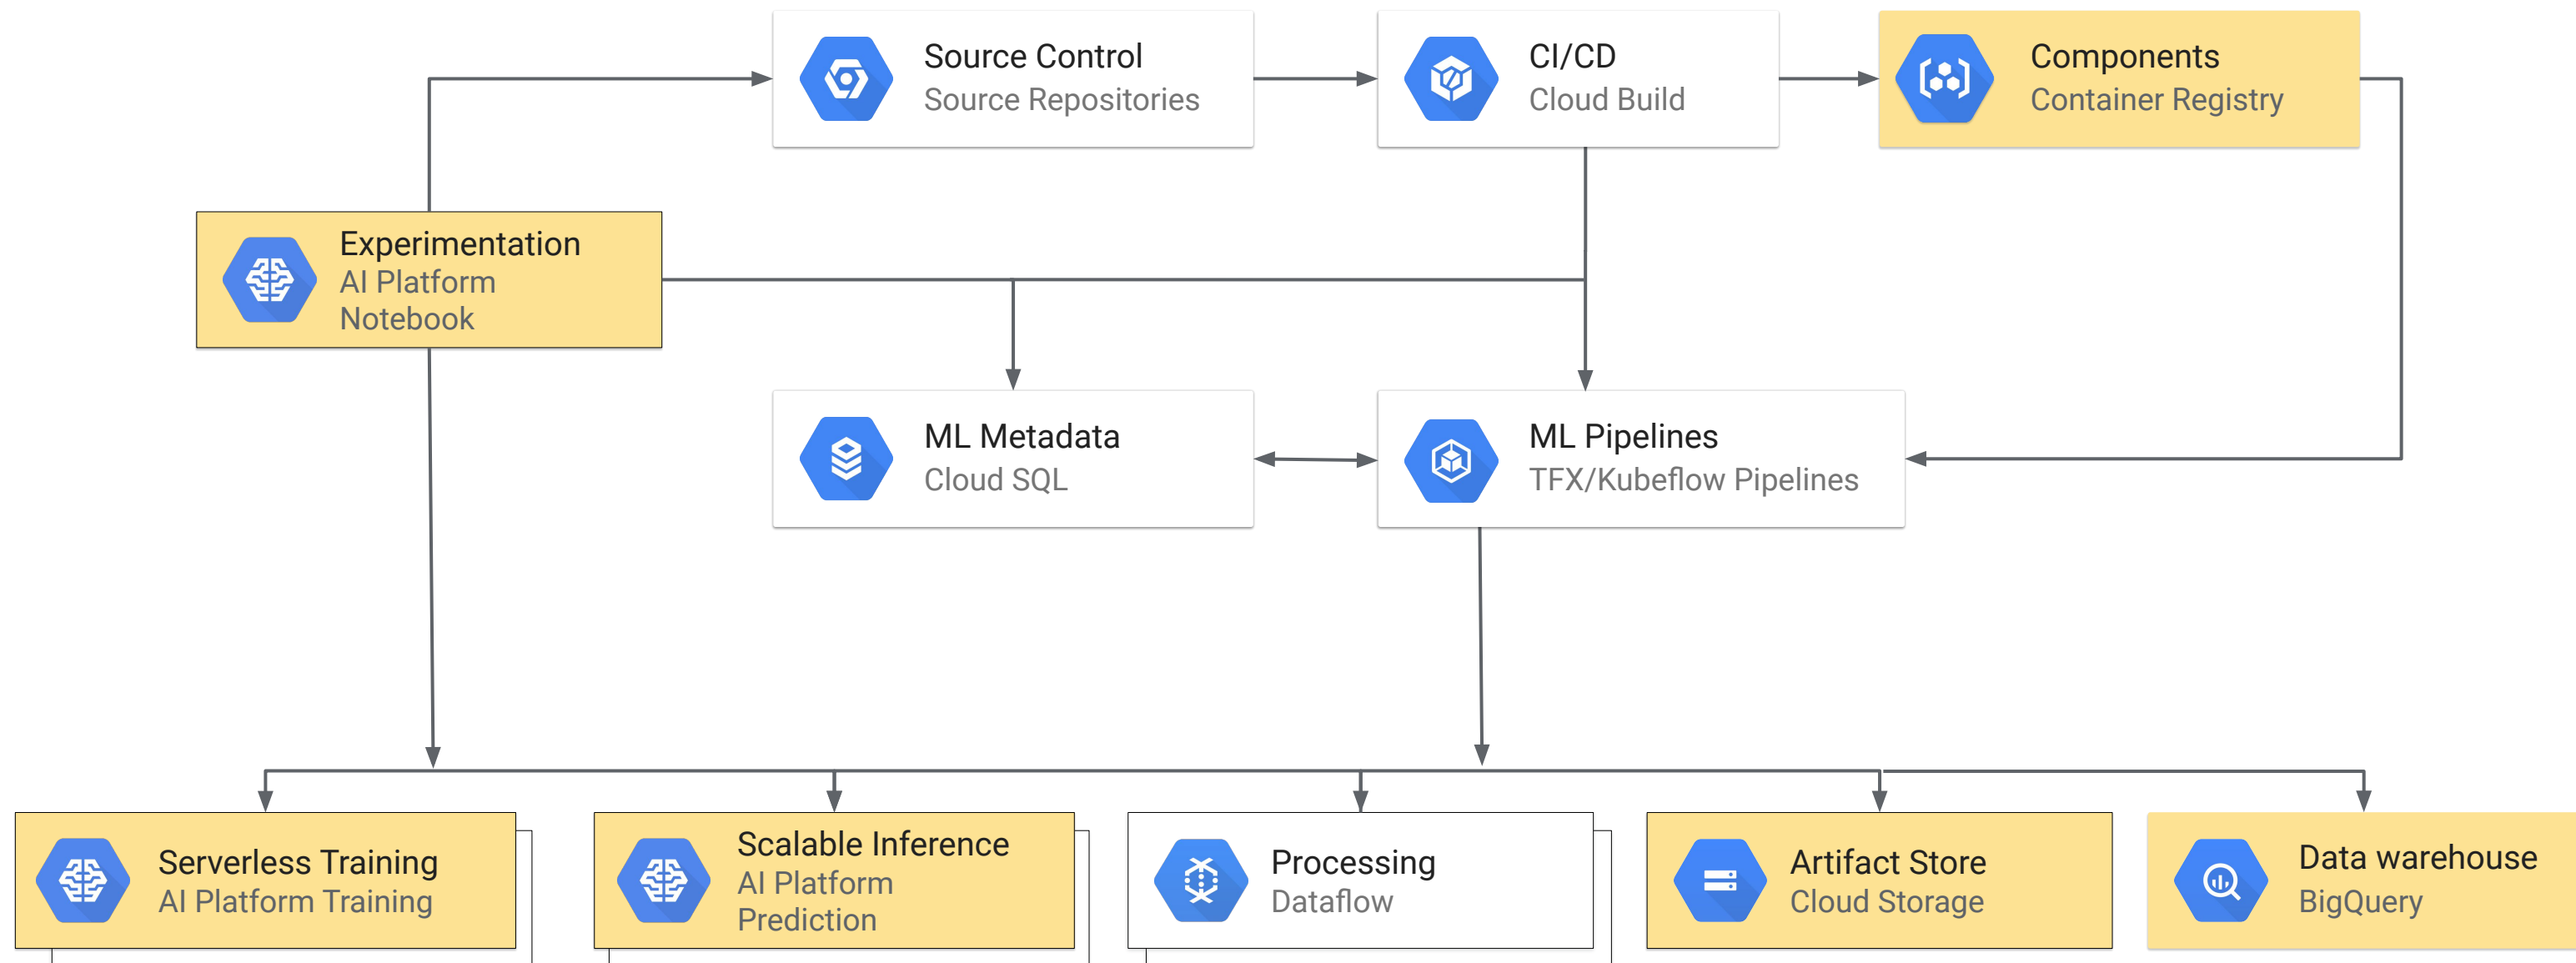 Source Control
Source Repositories
CI/CD
Cloud Build
Components
Container Registry
Experimentation
AI Platform
Notebook
ML Metadata
Cloud SQL
ML Pipelines
TFX/Kubeflow Pipelines
Serverless Training
AI Platform Training
Scalable Inference
AI Platform
Prediction
Processing
Dataflow
Artifact Store
Cloud Storage
Data warehouse
BigQuery